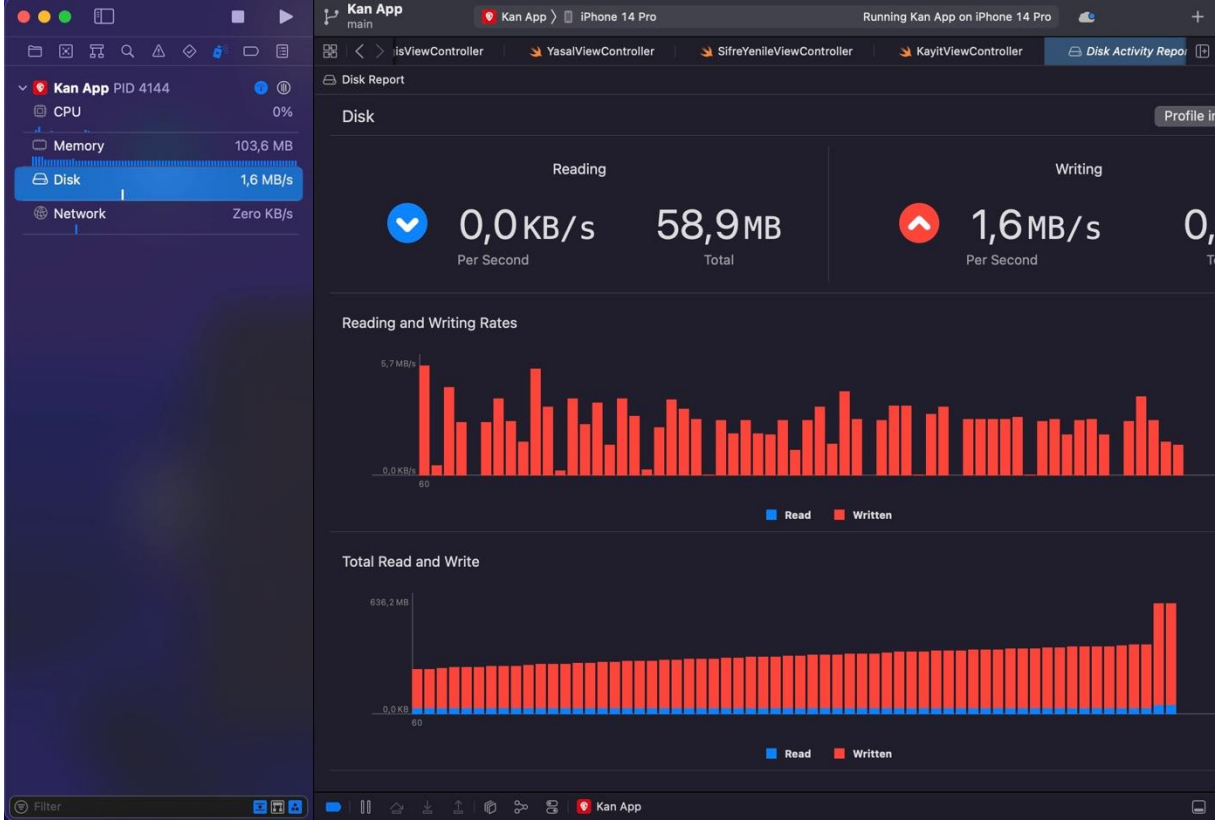 Kan App
main
Kan App 〉 iPhone 14 Pro
Running Kan App on iPhone 14 Pro
isViewController
YasalViewController
SifreYenileViewController
KayitViewController
Disk Activity Repor
Disk Report
Kan App PID 4144
CPU 0%
Memory 103,6 MB
Disk 1,6 MB/s
Network Zero KB/s
Filter
Disk
Profile in
Reading
Writing
0,0 KB/s
58,9 MB
1,6 MB/s
0,
Per Second
Total
Per Second
Reading and Writing Rates
5,7 MB/s
0,0 KB/s
60
Read
Written
Total Read and Write
636,2 MB
0,0 KB
60
Read
Written
Kan App